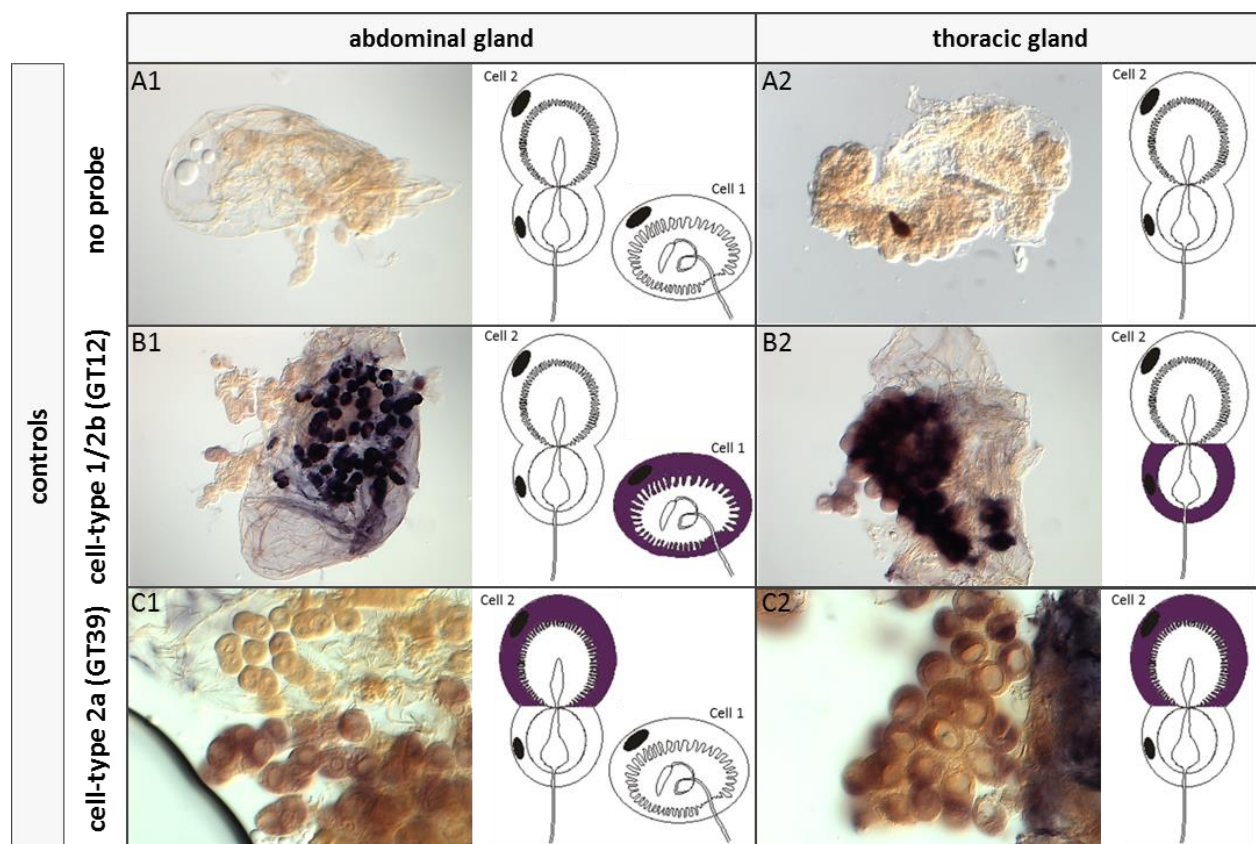 abdominal gland
thoracic gland
controls
no probe
A1
Cell 2
Cell 1
A2
Cell 2
cell-type 1/2b (GT12)
B1
Cell 2
Cell 1
B2
Cell 2
cell-type 2a (GT39)
C1
Cell 2
Cell 1
C2
Cell 2